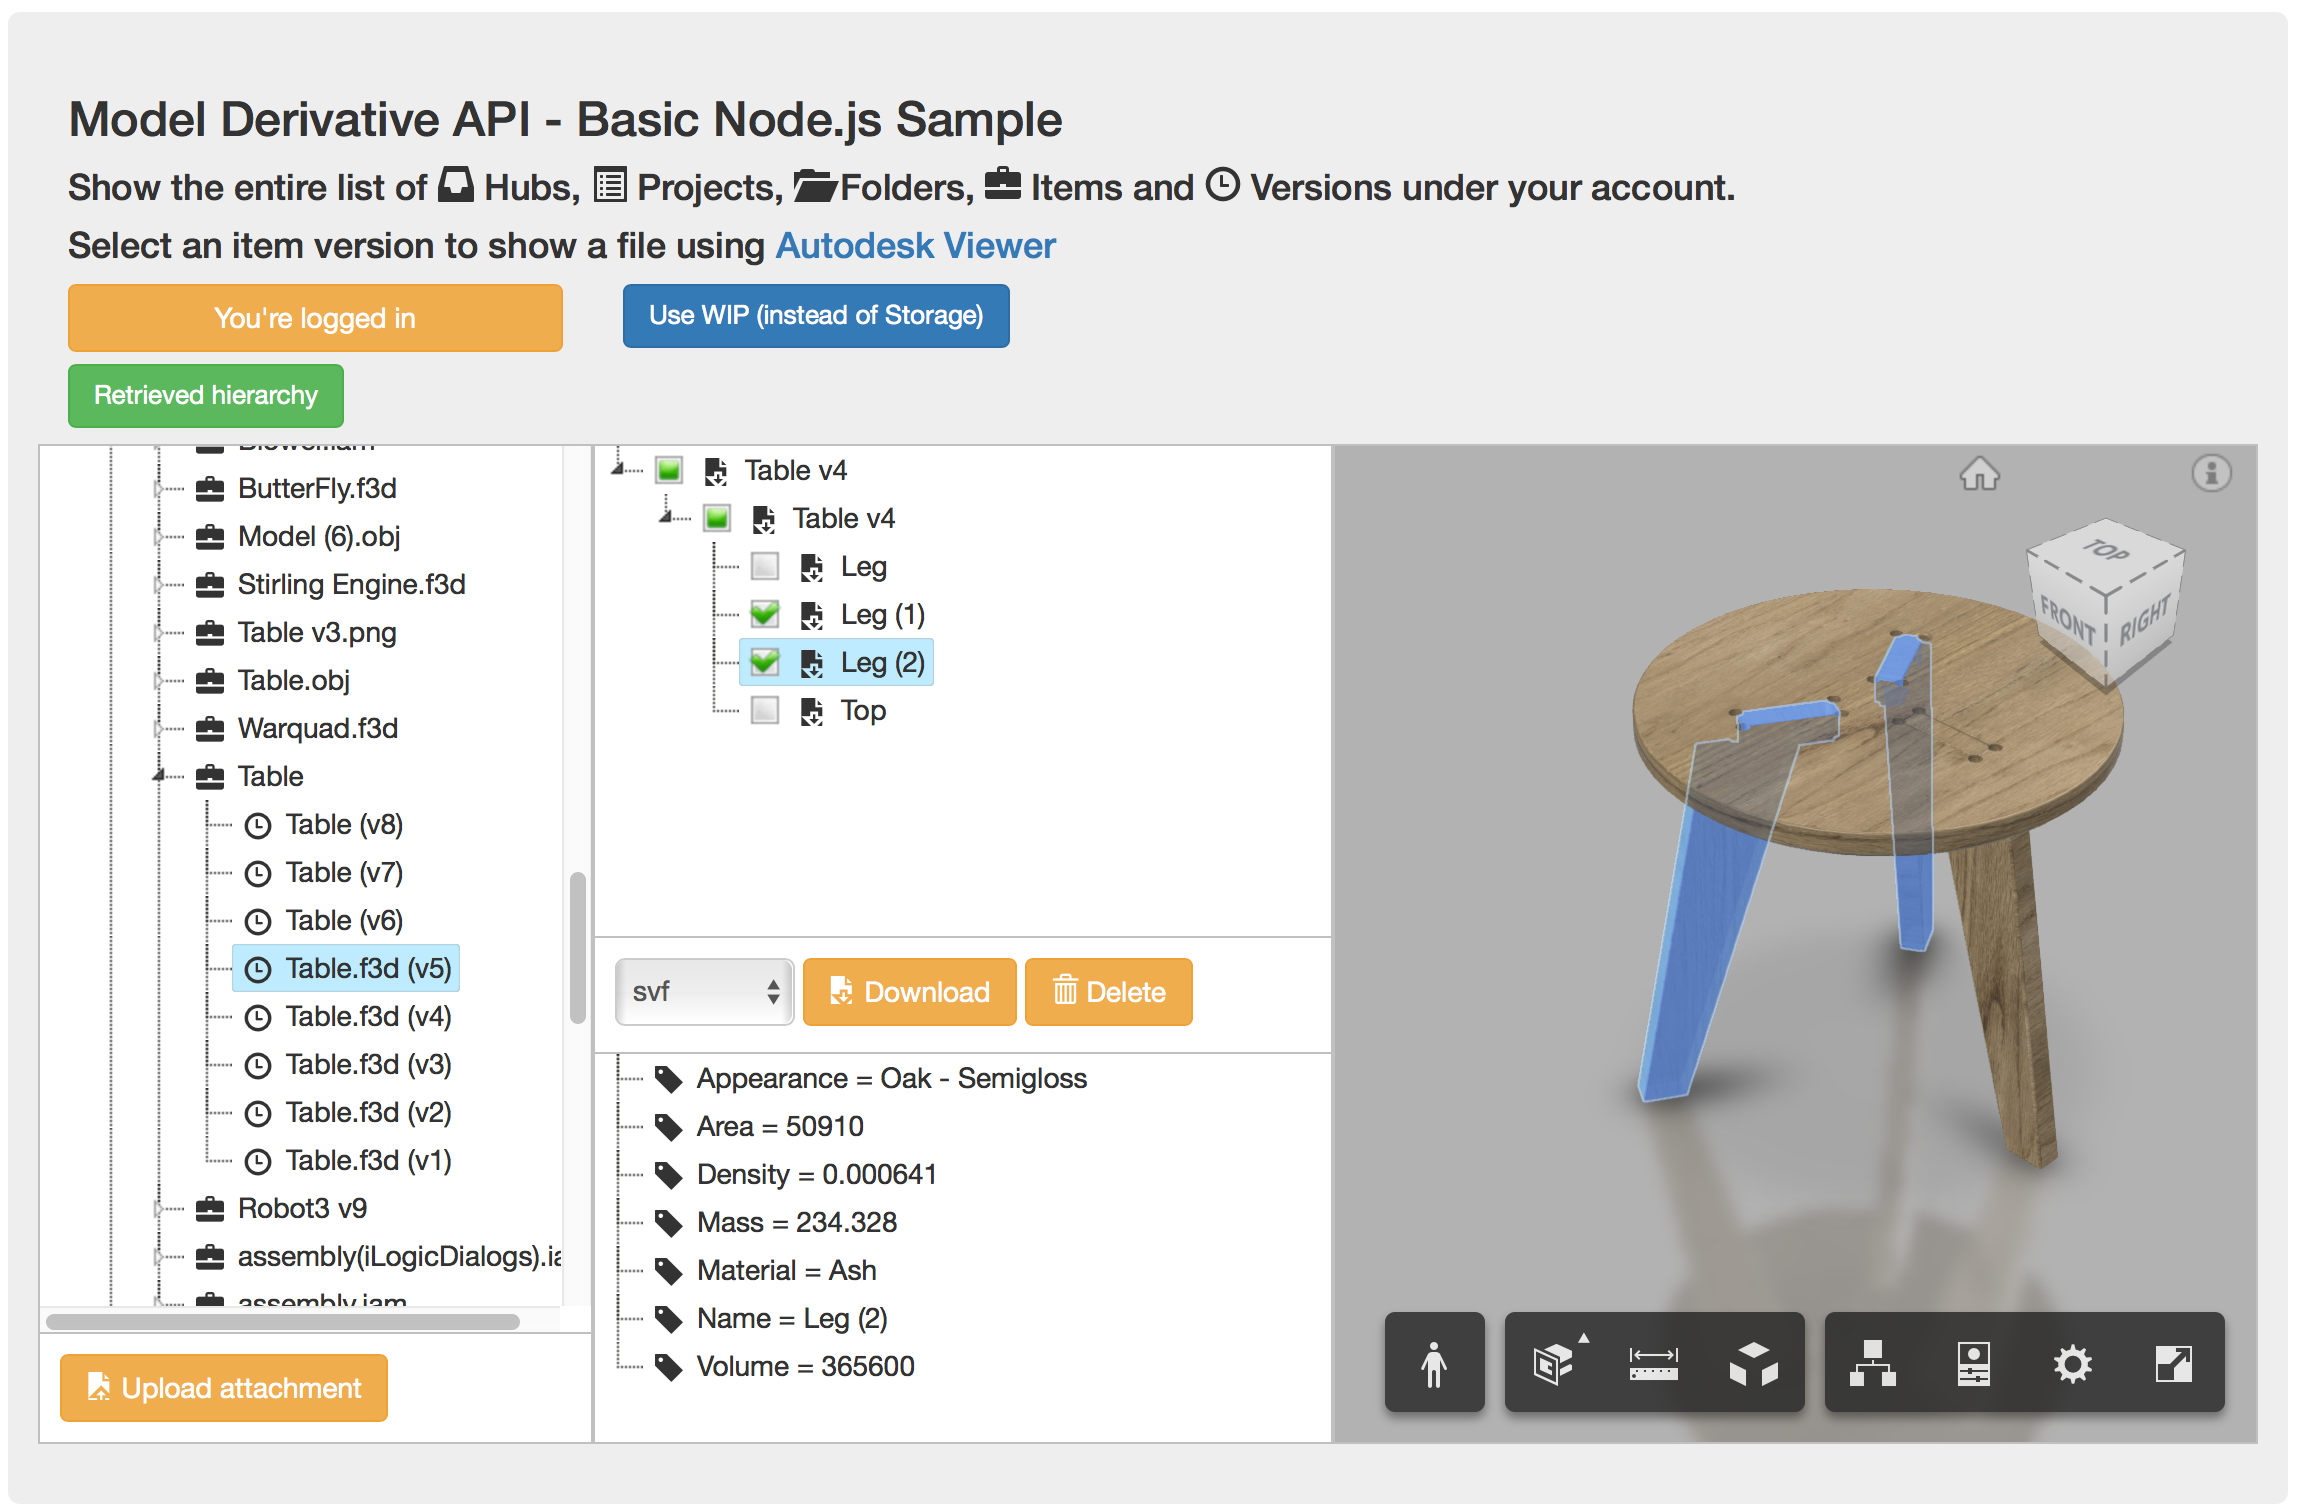 Model Derivative API - Basic Node.js Sample
Show the entire list of Hubs, Projects, Folders, Items and Versions under your account.
Select an item version to show a file using Autodesk Viewer
You're logged in
Use WIP (instead of Storage)
Retrieved hierarchy
ButterFly.f3d
Model (6).obj
Stirling Engine.f3d
Table v3.png
Table.obj
Warquad.f3d
Table
Table (v8)
Table (v7)
Table (v6)
Table.f3d (v5)
Table.f3d (v4)
Table.f3d (v3)
Table.f3d (v2)
Table.f3d (v1)
Robot3 v9
assembly(iLogicDialogs).ia
assembly.iam
Upload attachment
Table v4
Table v4
Leg
Leg (1)
Leg (2)
Top
svf
Download
Delete
Appearance = Oak - Semigloss
Area = 50910
Density = 0.000641
Mass = 234.328
Material = Ash
Name = Leg (2)
Volume = 365600
TOP
FRONT
RIGHT